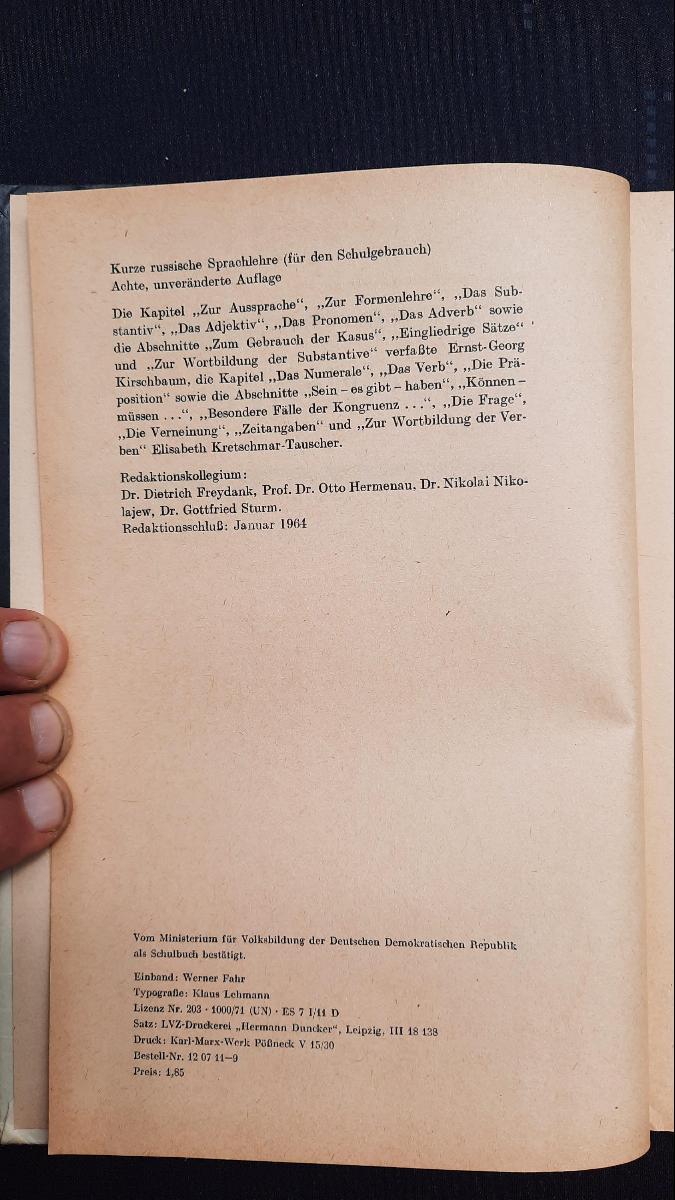 Kurze russische Sprachlehre (für den Schulgebrauch)
Achte, unveränderte Auflage
Die Kapitel „Zur Aussprache“, „Zur Formenlehre“, „Das Sub-
stantiv“, „Das Adjektiv“, „Das Pronomen“, „Das Adverb“ sowie
die Abschnitte „Zum Gebrauch der Kasus“, „Eingliedrige Sätze“
und „Zur Wortbildung der Substantive“ verfaßte Ernst-Georg
Kirschbaum, die Kapitel „Das Numerale“, „Das Verb“, „Die Prä-
position“ sowie die Abschnitte „Sein – es gibt – haben“, „Können –
müssen ...“, „Besondere Fälle der Kongruenz ...“, „Die Frage“,
„Die Verneinung“, „Zeitangaben“ und „Zur Wortbildung der Ver-
ben“ Elisabeth Kretschmar-Tauscher.
Redaktionskollegium:
Dr. Dietrich Freydank, Prof. Dr. Otto Hermenau, Dr. Nikolai Niko-
lajew, Dr. Gottfried Sturm.
Redaktionsschluß: Januar 1964
Vom Ministerium für Volksbildung der Deutschen Demokratischen Republik
als Schulbuch bestätigt.
Einband: Werner Fahr
Typografie: Klaus Lehmann
Lizenz Nr. 203 · 1000/71 (UN) · ES 7 I/11 D
Satz: LVZ-Druckerei „Hermann Duncker“, Leipzig, III 18 138
Druck: Karl-Marx-Werk Pößneck V 15/30
Bestell-Nr. 12 07 11–9
Preis: 1,85